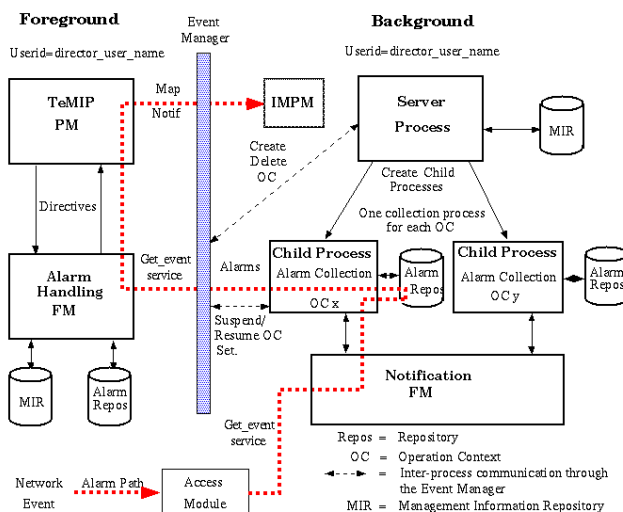 Foreground
Event
Manager
Background
Userid=director_user_name
Userid=director_user_name
TeMIP
PM
Map
Notif
IMPM
Server
Process
MIR
Create
Delete
OC
Create Child
Processes
Directives
One collection process
for each OC
Get_event
service
Alarms
Alarm
Handling
FM
Child Process
Alarm Collection
OC x
Alarm
Repos
Child Process
Alarm Collection
OC y
Alarm
Repos
Suspend/
Resume OC
Set.
MIR
Alarm
Repos
Notification
FM
Get_event
service
Repos = Repository
OC = Operation Context
= Inter-process communication through
the Event Manager
MIR = Management Information Repository
Network
Event
Alarm Path
Access
Module